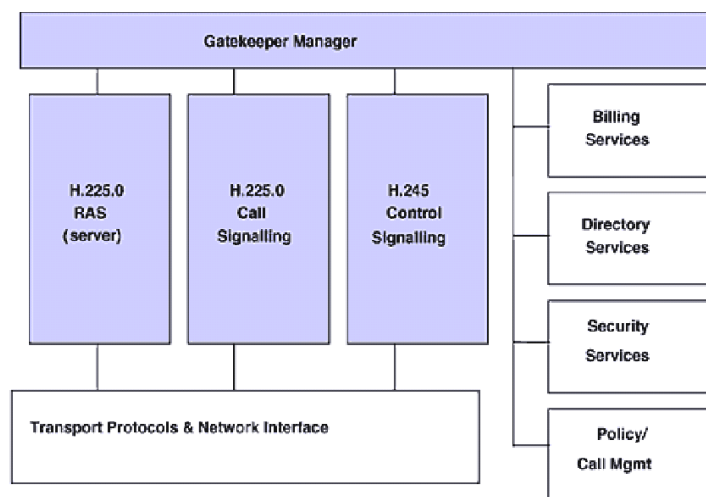 Gatekeeper Manager
H.225.0
RAS
(server)
H.225.0
Call
Signalling
H.245
Control
Signalling
Billing
Services
Directory
Services
Security
Services
Policy/
Call Mgmt
Transport Protocols & Network Interface